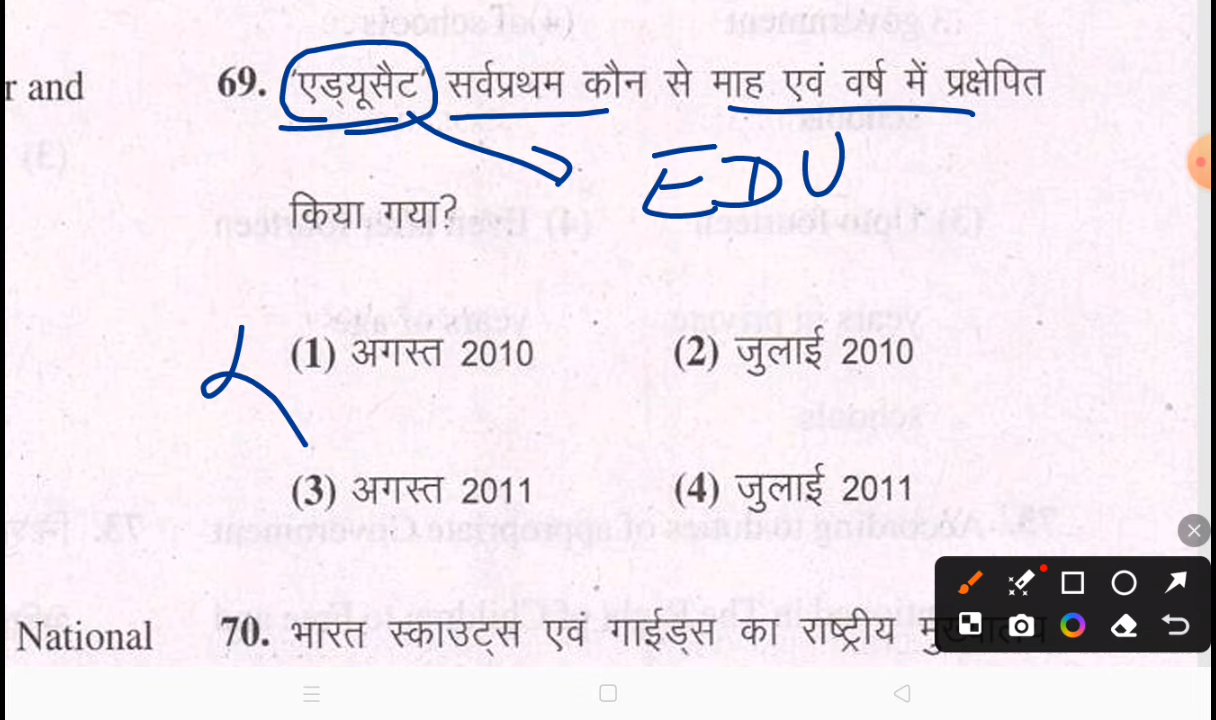 r and
69. 'एड्यूसैट' सर्वप्रथम कौन से माह एवं वर्ष में प्रक्षेपित
EDU
किया गया?
(1) अगस्त 2010 (2) जुलाई 2010
(3) अगस्त 2011 (4) जुलाई 2011
National 70. भारत स्काउट्स एवं गाईड्स का राष्ट्रीय